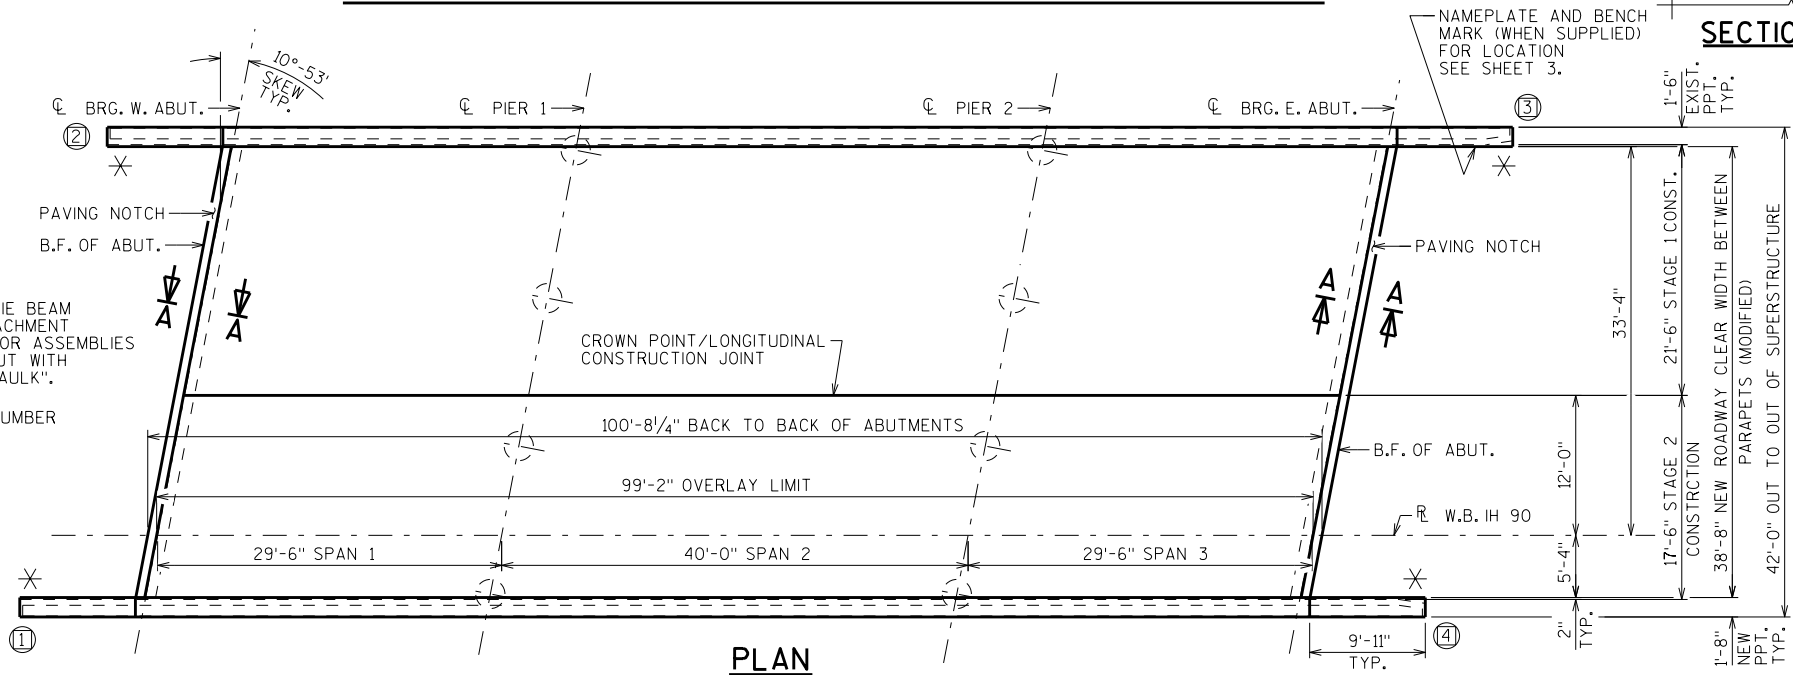 NAMEPLATE AND BENCH
MARK (WHEN SUPPLIED)
FOR LOCATION
SEE SHEET 3.
10°-53'
SKEW
TYP.
℄ BRG. W. ABUT.
℄ PIER 1
℄ PIER 2
℄ BRG. E. ABUT.
2
3
1'-6"
EXIST.
PPT.
TYP.
PAVING NOTCH
B.F. OF ABUT.
PAVING NOTCH
A
A
A
A
IE BEAM
ACHMENT
OR ASSEMBLIES
UT WITH
AULK".
UMBER
CROWN POINT/LONGITUDINAL
CONSTRUCTION JOINT
100'-8 1/4" BACK TO BACK OF ABUTMENTS
B.F. OF ABUT.
99'-2" OVERLAY LIMIT
W.B. IH 90
29'-6" SPAN 1
40'-0" SPAN 2
29'-6" SPAN 3
33'-4"
12'-0"
5'-4"
2"
TYP.
21'-6" STAGE 1 CONST.
17'-6" STAGE 2
CONSTRCTION
38'-8" NEW ROADWAY CLEAR WIDTH BETWEEN
PARAPETS (MODIFIED)
42'-0" OUT TO OUT OF SUPERSTRUCTURE
1'-8"
NEW
PPT.
TYP.
1
4
9'-11"
TYP.
PLAN